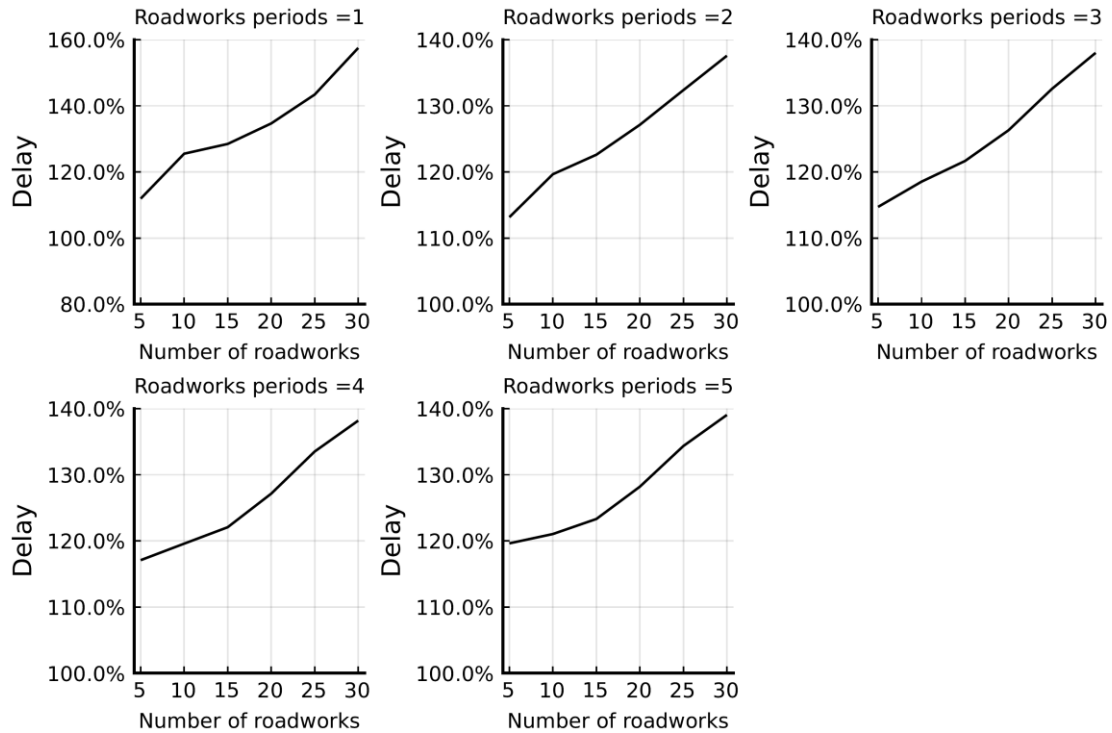 Roadworks periods =1
160.0%
140.0%
120.0%
100.0%
80.0%
Delay
5 10 15 20 25 30
Number of roadworks
Roadworks periods =2
140.0%
130.0%
120.0%
110.0%
100.0%
Delay
5 10 15 20 25 30
Number of roadworks
Roadworks periods =3
140.0%
130.0%
120.0%
110.0%
100.0%
Delay
5 10 15 20 25 30
Number of roadworks
Roadworks periods =4
140.0%
130.0%
120.0%
110.0%
100.0%
Delay
5 10 15 20 25 30
Number of roadworks
Roadworks periods =5
140.0%
130.0%
120.0%
110.0%
100.0%
Delay
5 10 15 20 25 30
Number of roadworks